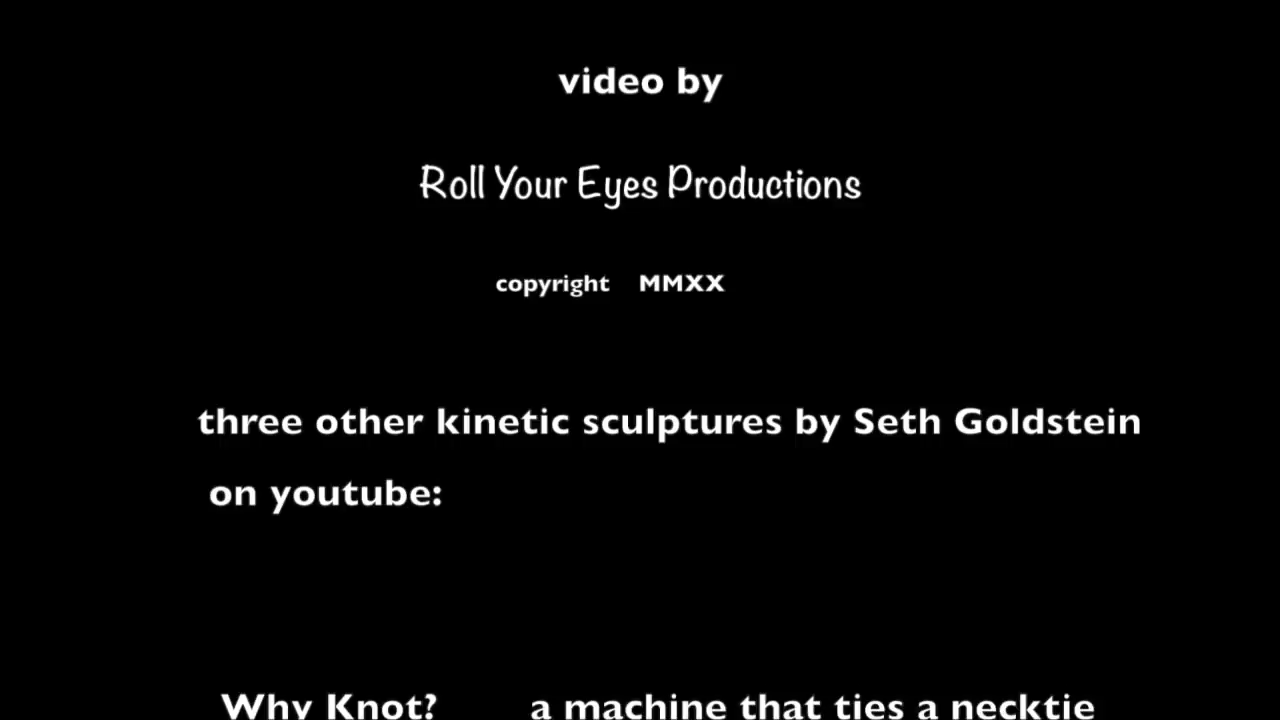 video by
Roll Your Eyes Productions
copyright MMXX
three other kinetic sculptures by Seth Goldstein
on youtube:
Why Knot? a machine that ties a necktie